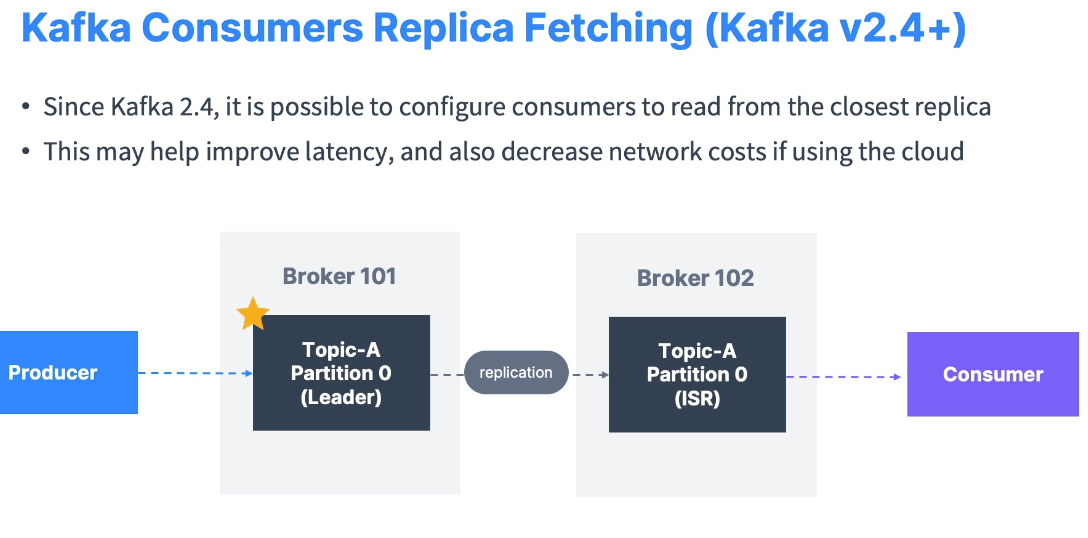 Kafka Consumers Replica Fetching (Kafka v2.4+)
• Since Kafka 2.4, it is possible to configure consumers to read from the closest replica
• This may help improve latency, and also decrease network costs if using the cloud
Broker 101
Broker 102
Producer
Topic-A
Partition 0
(Leader)
replication
Topic-A
Partition 0
(ISR)
Consumer